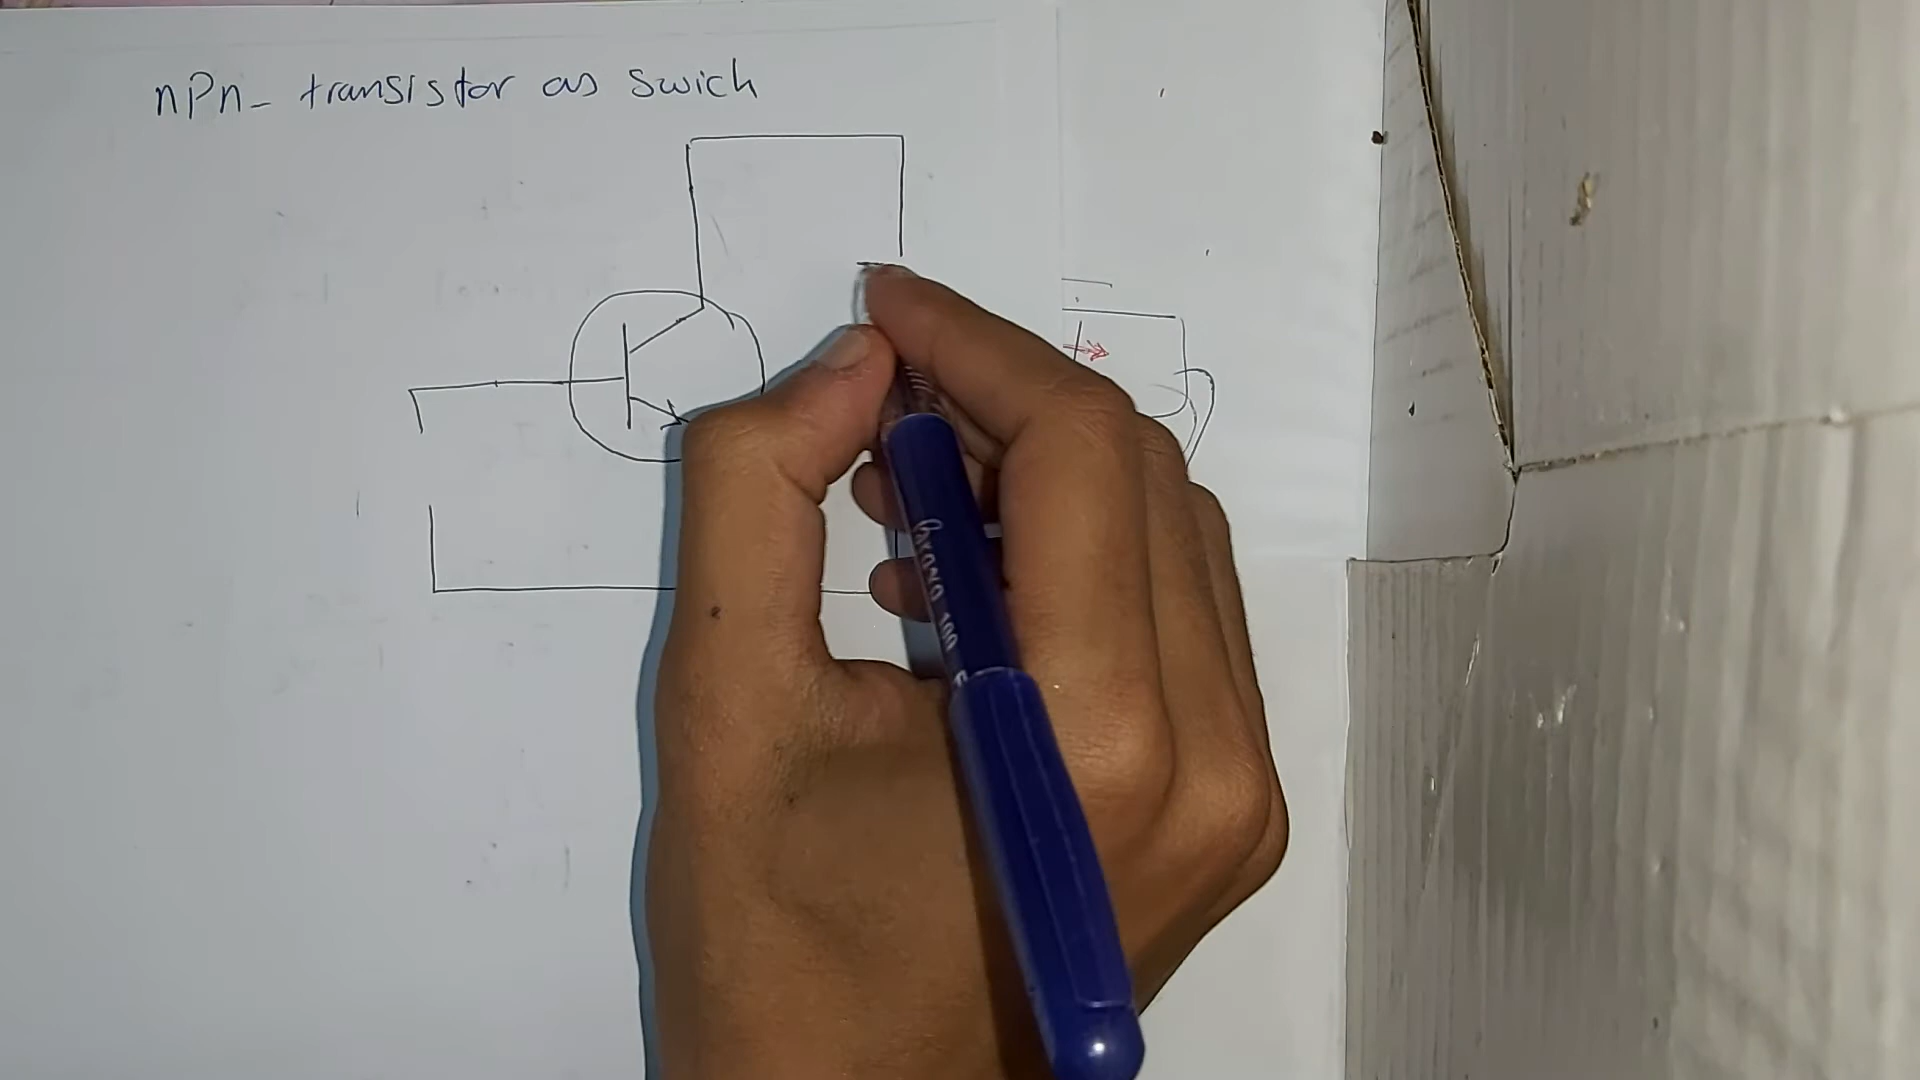 nPn- transistor as swich